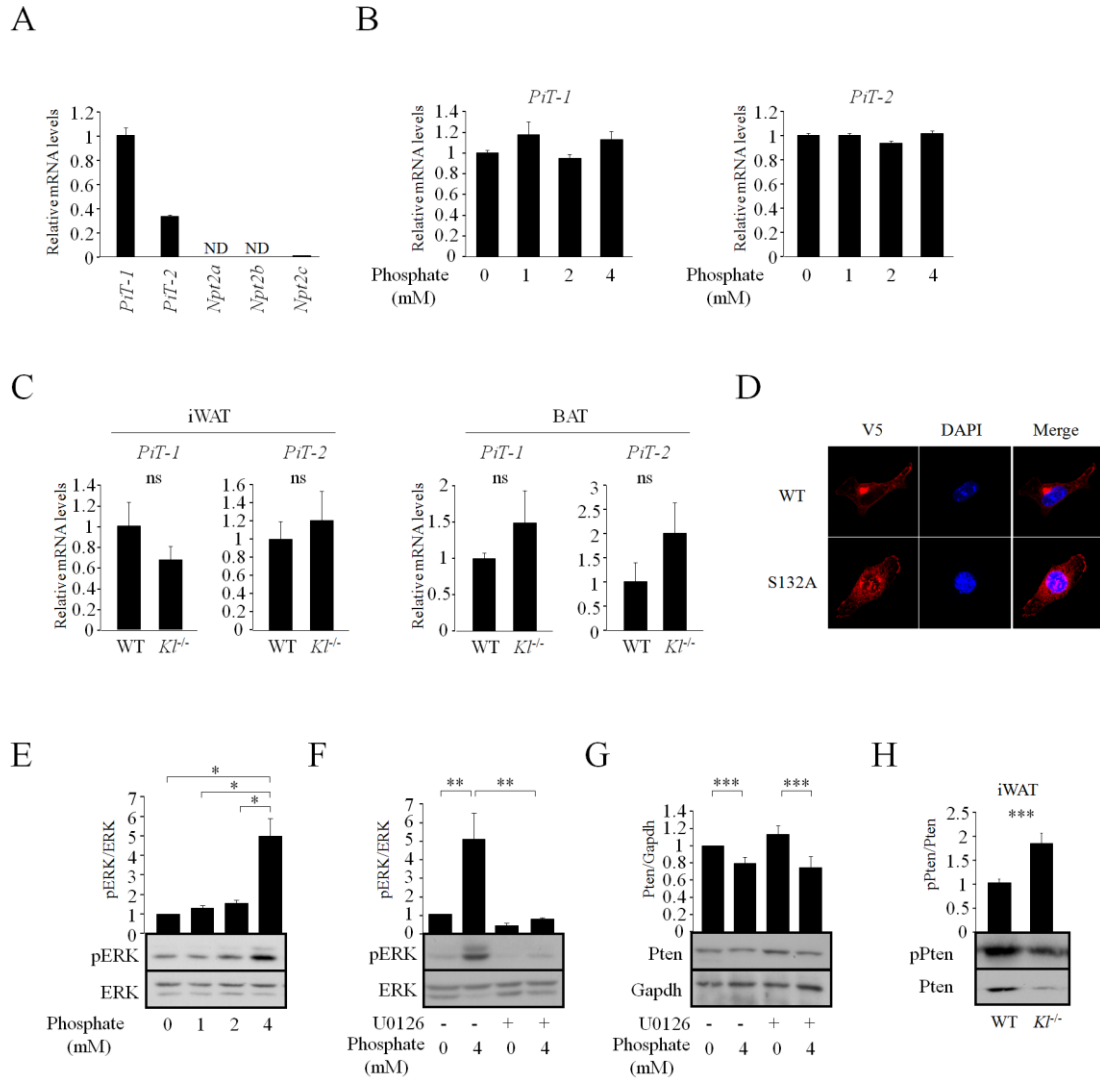 A
B
Relative mRNA levels
1.2
1
0.8
0.6
0.4
0.2
0
ND
ND
PiT-1
PiT-2
Npt2a
Npt2b
Npt2c
PiT-1
Relative mRNA levels
1.4
1.2
1
0.8
0.6
0.4
0.2
0
Phosphate
(mM)
0 1 2 4
PiT-2
Relative mRNA levels
1.2
1
0.8
0.6
0.4
0.2
0
Phosphate
(mM)
0 1 2 4
C
iWAT
PiT-1
ns
Relative mRNA levels
1.4
1.2
1
0.8
0.6
0.4
0.2
0
WT Kl-/-
PiT-2
ns
1.6
1.4
1.2
1
0.8
0.6
0.4
0.2
0
WT Kl-/-
BAT
PiT-1
ns
Relative mRNA levels
2
1.5
1
0.5
0
WT Kl-/-
PiT-2
ns
3
2.5
2
1.5
1
0.5
0
WT Kl-/-
D
V5 DAPI Merge
WT
S132A
E
*
*
*
pERK/ERK
7
6
5
4
3
2
1
0
pERK
ERK
Phosphate
(mM)
0 1 2 4
F
** **
pERK/ERK
7
6
5
4
3
2
1
0
pERK
ERK
U0126 - - + +
Phosphate
(mM)
0 4 0 4
G
*** ***
Pten/Gapdh
1.4
1.2
1
0.8
0.6
0.4
0.2
0
Pten
Gapdh
U0126 - - + +
Phosphate
(mM)
0 4 0 4
H
iWAT
***
pPten/Pten
2.5
2
1.5
1
0.5
0
pPten
Pten
WT Kl-/-